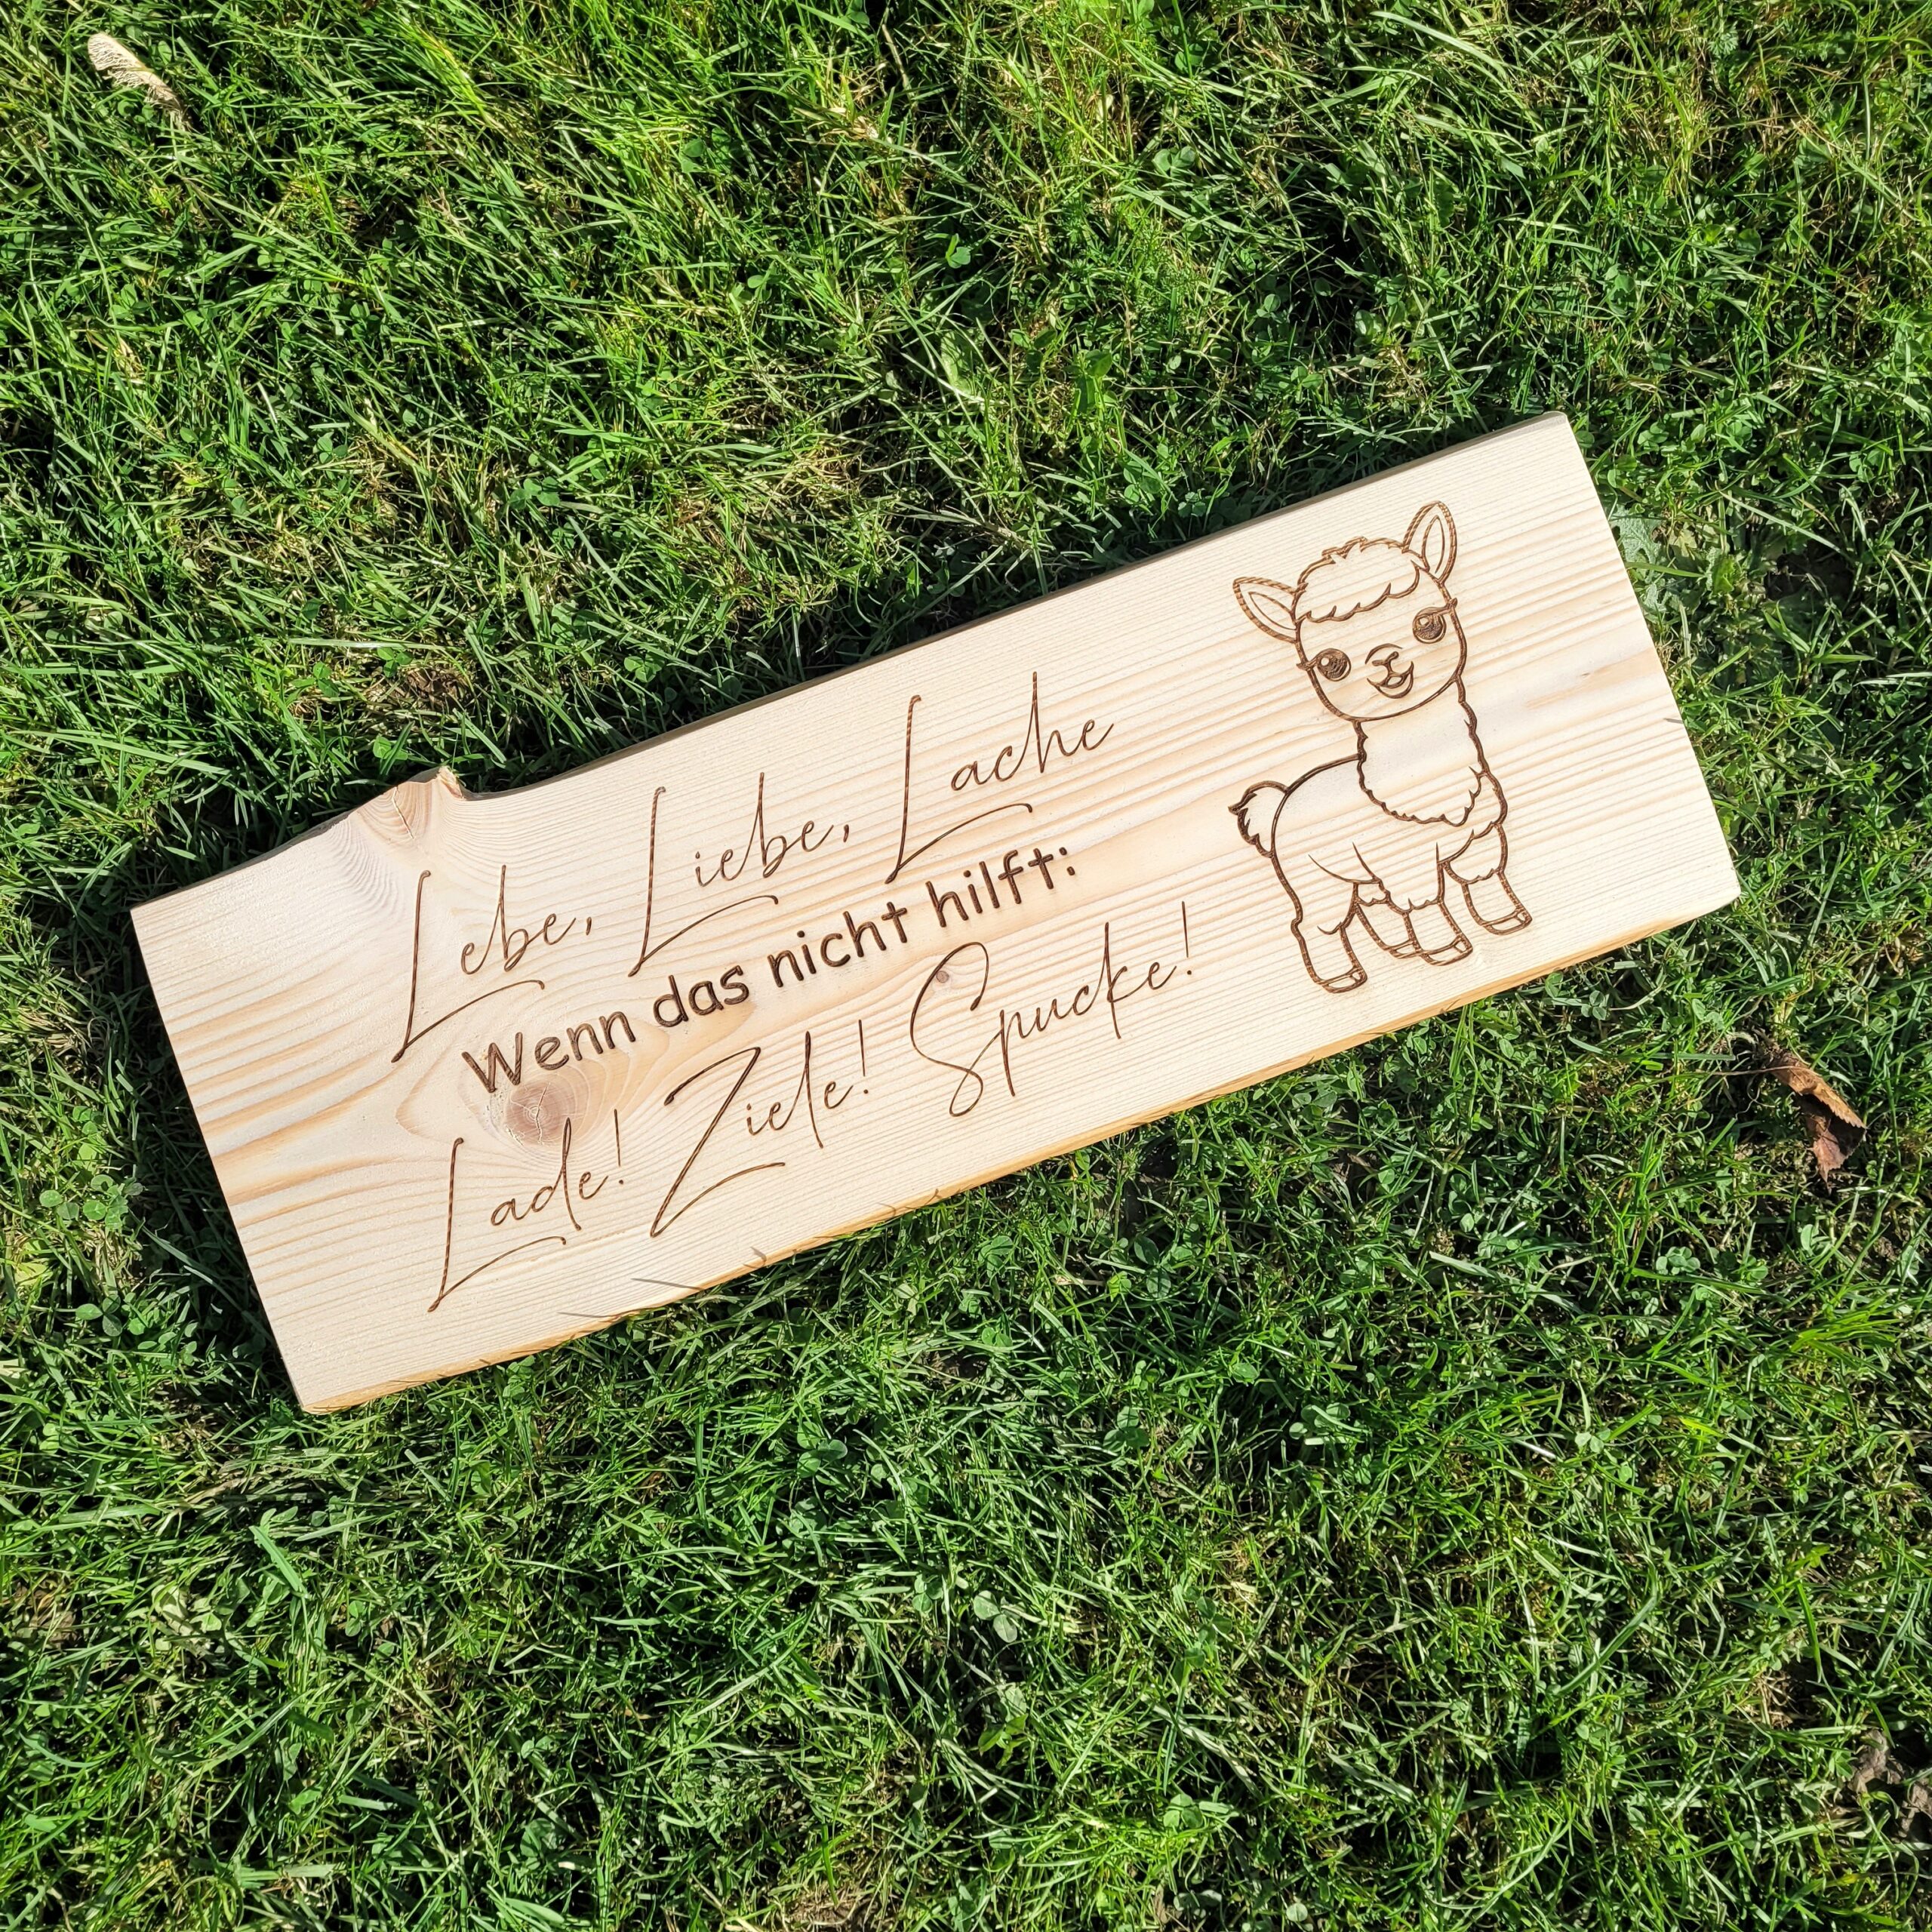 Lebe, Liebe, Lache
Wenn das nicht hilft:
Lade! Ziele! Spucke!